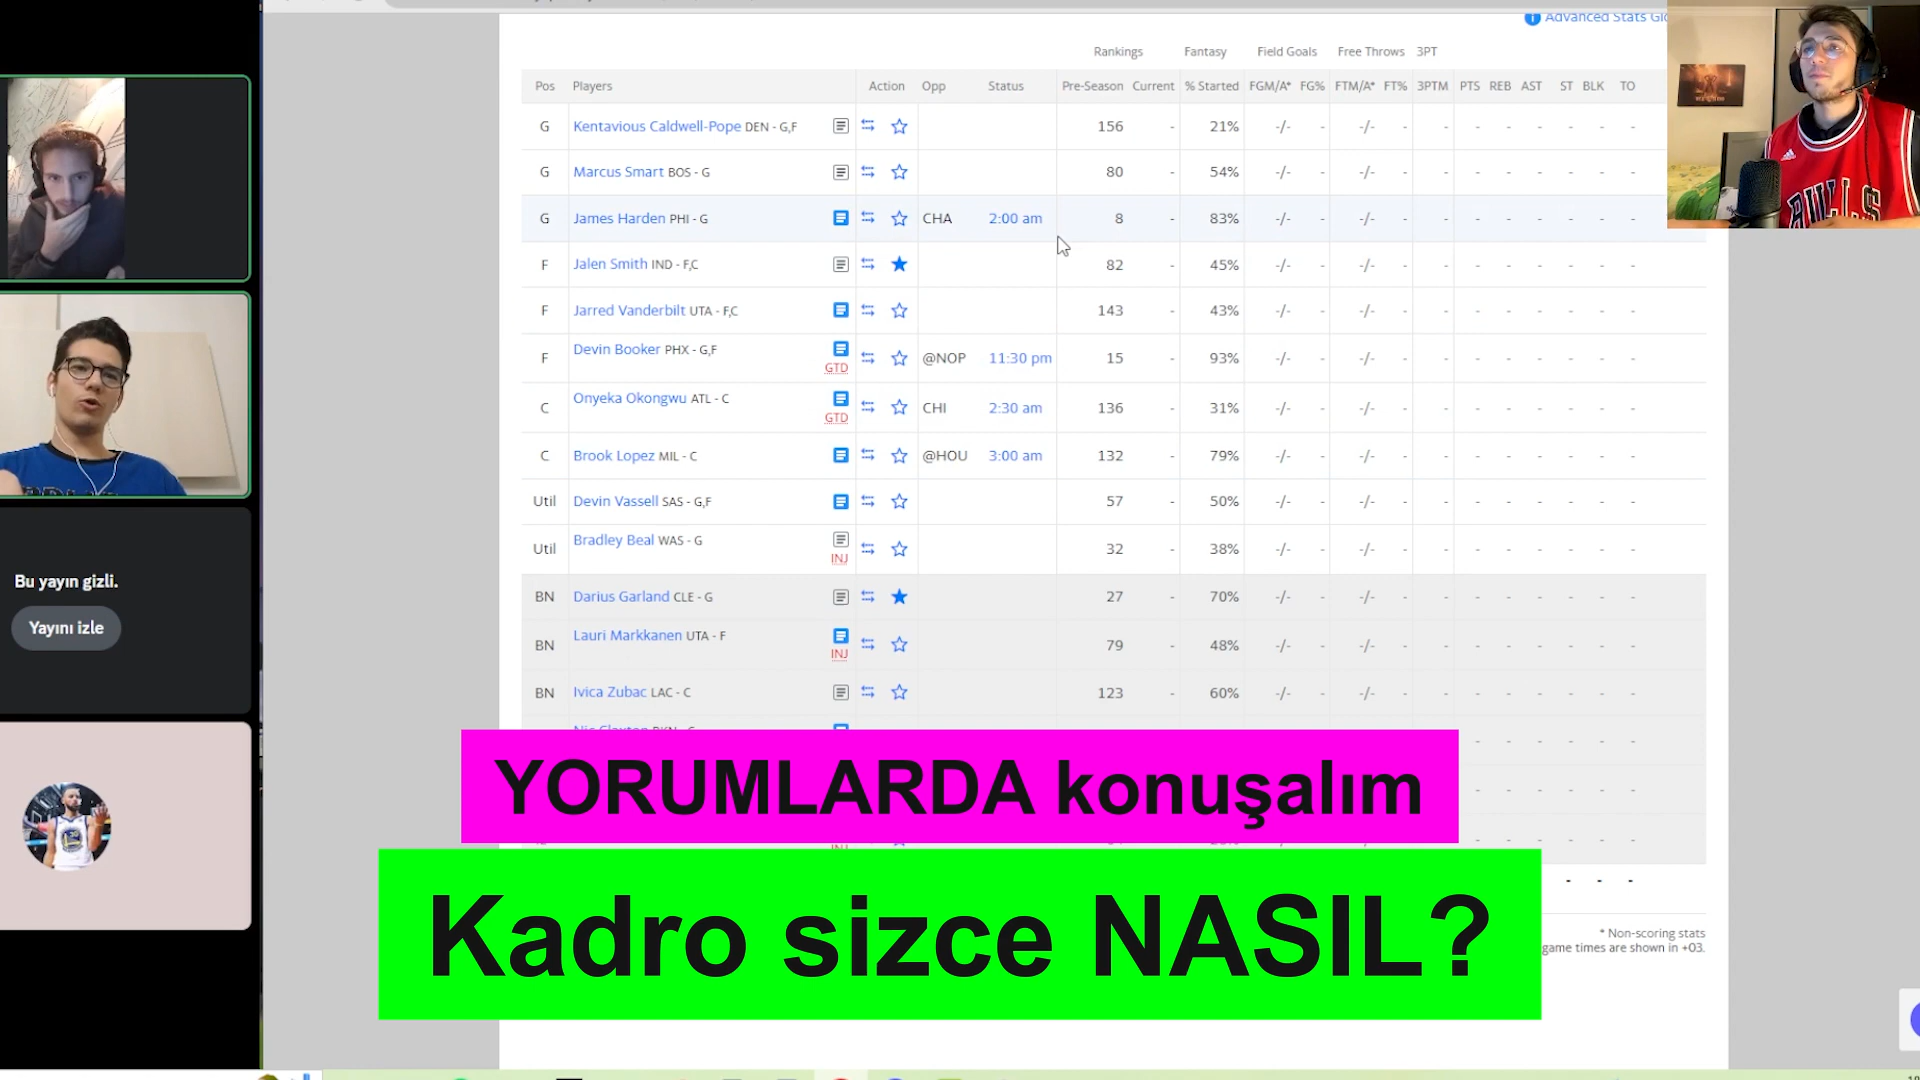 Advanced Stats Glo
Rankings Fantasy Field Goals Free Throws 3PT
Pos Players Action Opp Status Pre-Season Current % Started FGM/A* FG% FTM/A* FT% 3PTM PTS REB AST ST BLK TO
G Kentavious Caldwell-Pope DEN - G,F 156 - 21% -/- - -/- - - - - - - - -
G Marcus Smart BOS - G 80 - 54% -/- - -/- - - - - - - - -
G James Harden PHI - G CHA 2:00 am 8 - 83% -/- - -/- - - - - - - - -
F Jalen Smith IND - F,C 82 - 45% -/- - -/- - - - - - - - -
F Jarred Vanderbilt UTA - F,C 143 - 43% -/- - -/- - - - - - - - -
F Devin Booker PHX - G,F GTD @NOP 11:30 pm 15 - 93% -/- - -/- - - - - - - - -
C Onyeka Okongwu ATL - C GTD CHI 2:30 am 136 - 31% -/- - -/- - - - - - - - -
C Brook Lopez MIL - C @HOU 3:00 am 132 - 79% -/- - -/- - - - - - - - -
Util Devin Vassell SAS - G,F 57 - 50% -/- - -/- - - - - - - - -
Util Bradley Beal WAS - G INJ 32 - 38% -/- - -/- - - - - - - - -
BN Darius Garland CLE - G 27 - 70% -/- - -/- - - - - - - - -
BN Lauri Markkanen UTA - F INJ 79 - 48% -/- - -/- - - - - - - - -
BN Ivica Zubac LAC - C 123 - 60% -/- - -/- - - - - - - - -
* Non-scoring stats
game times are shown in +03.
Bu yayın gizli.
Yayını izle
BULLS
YORUMLARDA konuşalım
Kadro sizce NASIL?